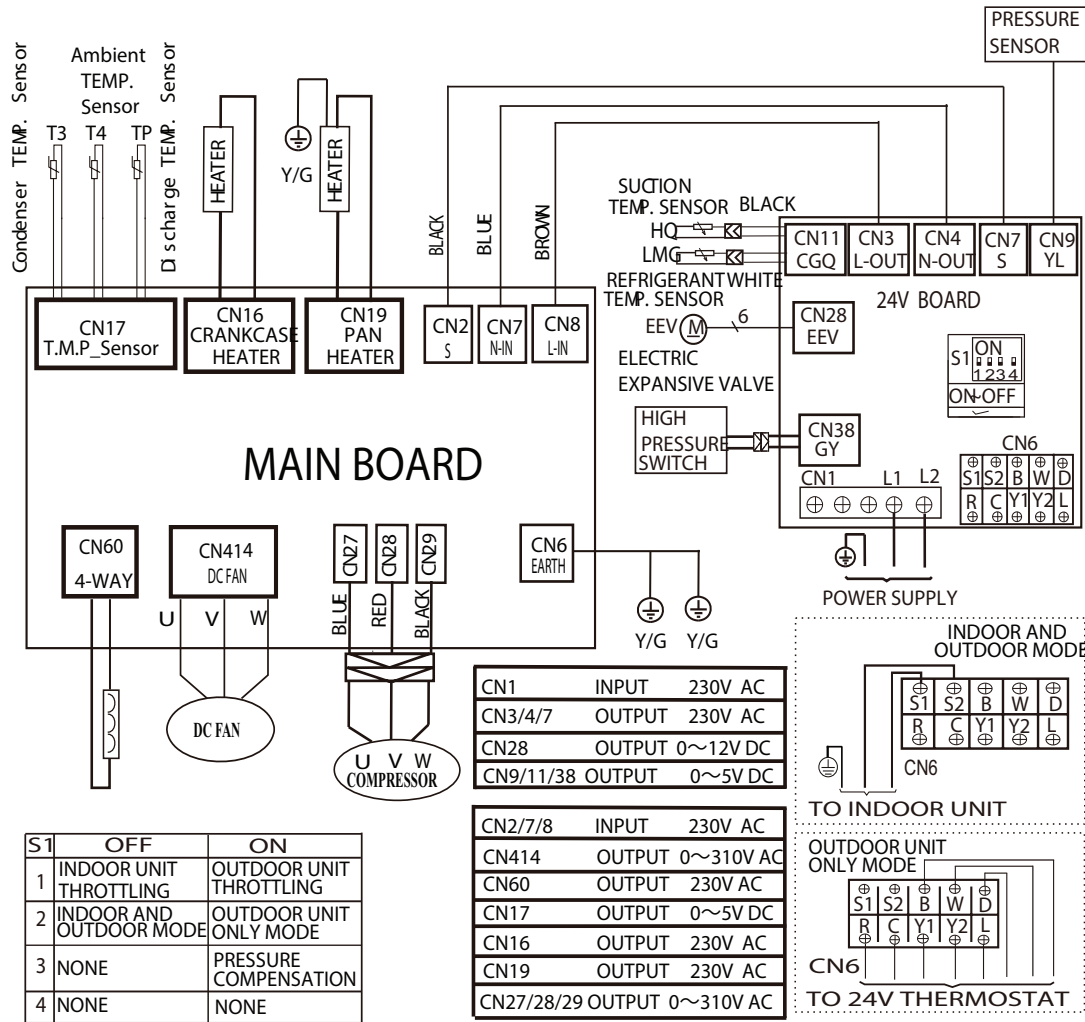 PRESSURE
SENSOR
Condenser TEMP. Sensor
Ambient
TEMP.
Sensor
Discharge TEMP. Sensor
T3 T4 TP
HEATER
Y/G
HEATER
BLACK
BLUE
BROWN
SUCTION
TEMP. SENSOR BLACK
HQ
LMG
REFRIGERANT WHITE
TEMP. SENSOR
EEV M 6
ELECTRIC
EXPANSIVE VALVE
HIGH
PRESSURE
SWITCH
CN11
CGQ
CN3
L-OUT
CN4
N-OUT
CN7
S
CN9
YL
24V BOARD
CN28
EEV
S1 ON
1234
ON~OFF
CN38
GY
CN6
S1 S2 B W D
R C Y1 Y2 L
CN1 L1 L2
POWER SUPPLY
CN17
T.M.P_Sensor
CN16
CRANKCASE
HEATER
CN19
PAN
HEATER
CN2
S
CN7
N-IN
CN8
L-IN
MAIN BOARD
CN60
4-WAY
CN414
DC FAN
U V W
DC FAN
CN27
CN28
CN29
BLUE
RED
BLACK
U V W
COMPRESSOR
CN6
EARTH
Y/G Y/G
CN1 INPUT 230V AC
CN3/4/7 OUTPUT 230V AC
CN28 OUTPUT 0～12V DC
CN9/11/38 OUTPUT 0～5V DC
CN2/7/8 INPUT 230V AC
CN414 OUTPUT 0～310V AC
CN60 OUTPUT 230V AC
CN17 OUTPUT 0～5V DC
CN16 OUTPUT 230V AC
CN19 OUTPUT 230V AC
CN27/28/29 OUTPUT 0～310V AC
S1 OFF ON
1 INDOOR UNIT THROTTLING OUTDOOR UNIT THROTTLING
2 INDOOR AND OUTDOOR MODE OUTDOOR UNIT ONLY MODE
3 NONE PRESSURE COMPENSATION
4 NONE NONE
INDOOR AND
OUTDOOR MODE
S1 S2 B W D
R C Y1 Y2 L
CN6
TO INDOOR UNIT
OUTDOOR UNIT
ONLY MODE
S1 S2 B W D
R C Y1 Y2 L
CN6
TO 24V THERMOSTAT